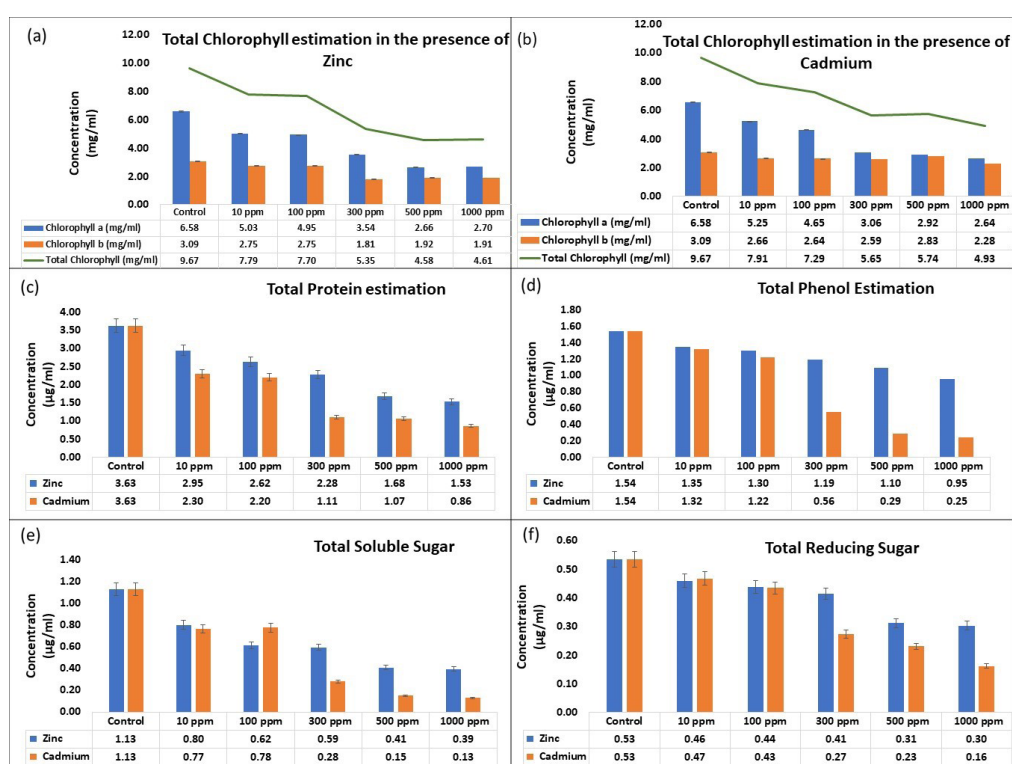 (a)
Total Chlorophyll estimation in the presence of
Zinc
Concentration
(mg/ml)
12.00
10.00
8.00
6.00
4.00
2.00
0.00
Control 10 ppm 100 ppm 300 ppm 500 ppm 1000 ppm
Chlorophyll a (mg/ml) 6.58 5.03 4.95 3.54 2.66 2.70
Chlorophyll b (mg/ml) 3.09 2.75 2.75 1.81 1.92 1.91
Total Chlorophyll (mg/ml) 9.67 7.79 7.70 5.35 4.58 4.61
(b)
Total Chlorophyll estimation in the presence of
Cadmium
Concentration
(mg/ml)
12.00
10.00
8.00
6.00
4.00
2.00
0.00
Control 10 ppm 100 ppm 300 ppm 500 ppm 1000 ppm
Chlorophyll a (mg/ml) 6.58 5.25 4.65 3.06 2.92 2.64
Chlorophyll b (mg/ml) 3.09 2.66 2.64 2.59 2.83 2.28
Total Chlorophyll (mg/ml) 9.67 7.91 7.29 5.65 5.74 4.93
(c)
Total Protein estimation
Concentration
(µg/ml)
4.00
3.50
3.00
2.50
2.00
1.50
1.00
0.50
0.00
Control 10 ppm 100 ppm 300 ppm 500 ppm 1000 ppm
Zinc 3.63 2.95 2.62 2.28 1.68 1.53
Cadmium 3.63 2.30 2.20 1.11 1.07 0.86
(d)
Total Phenol Estimation
Concentration
(µg/ml)
1.80
1.60
1.40
1.20
1.00
0.80
0.60
0.40
0.20
0.00
Control 10 ppm 100 ppm 300 ppm 500 ppm 1000 ppm
Zinc 1.54 1.35 1.30 1.19 1.10 0.95
Cadmium 1.54 1.32 1.22 0.56 0.29 0.25
(e)
Total Soluble Sugar
Concentration
(µg/ml)
1.40
1.20
1.00
0.80
0.60
0.40
0.20
0.00
Control 10 ppm 100 ppm 300 ppm 500 ppm 1000 ppm
Zinc 1.13 0.80 0.62 0.59 0.41 0.39
Cadmium 1.13 0.77 0.78 0.28 0.15 0.13
(f)
Total Reducing Sugar
Concentration
(µg/ml)
0.60
0.50
0.40
0.30
0.20
0.10
0.00
Control 10 ppm 100 ppm 300 ppm 500 ppm 1000 ppm
Zinc 0.53 0.46 0.44 0.41 0.31 0.30
Cadmium 0.53 0.47 0.43 0.27 0.23 0.16